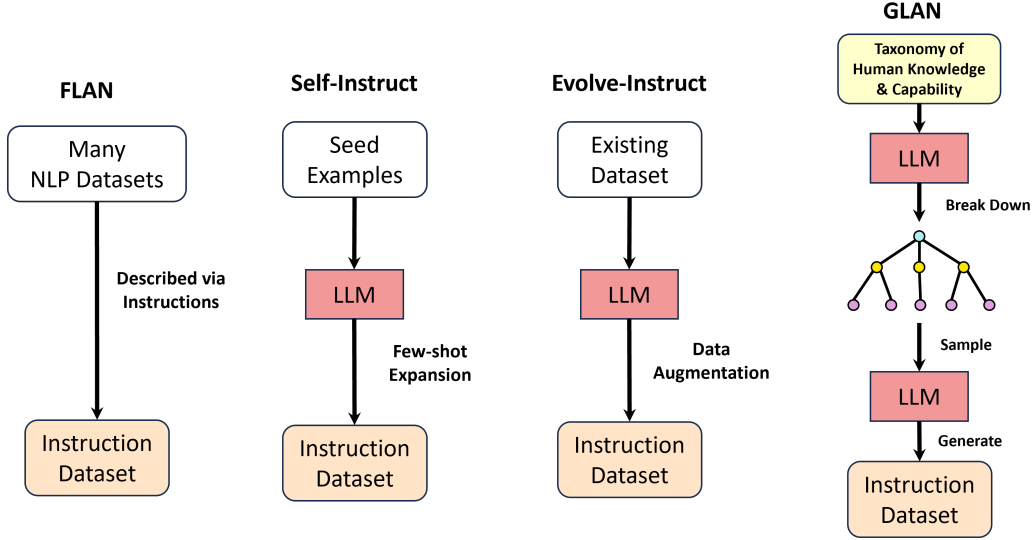 FLAN
Many
NLP Datasets
Described via
Instructions
Instruction
Dataset
Self-Instruct
Seed
Examples
LLM
Few-shot
Expansion
Instruction
Dataset
Evolve-Instruct
Existing
Dataset
LLM
Data
Augmentation
Instruction
Dataset
GLAN
Taxonomy of
Human Knowledge
& Capability
LLM
Break Down
Sample
LLM
Generate
Instruction
Dataset